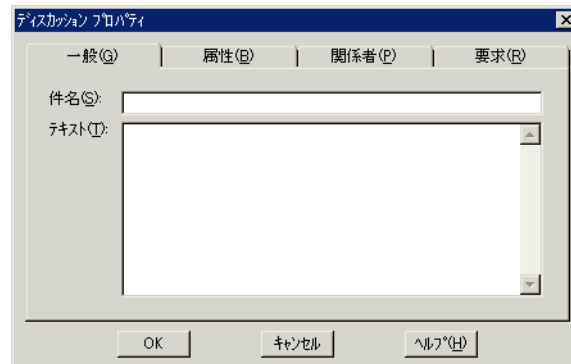 ディスカッション プロパティ
一般(G) 属性(B) 関係者(P) 要求(R)
件名(S):
テキスト(T):
OK キャンセル ヘルプ(H)